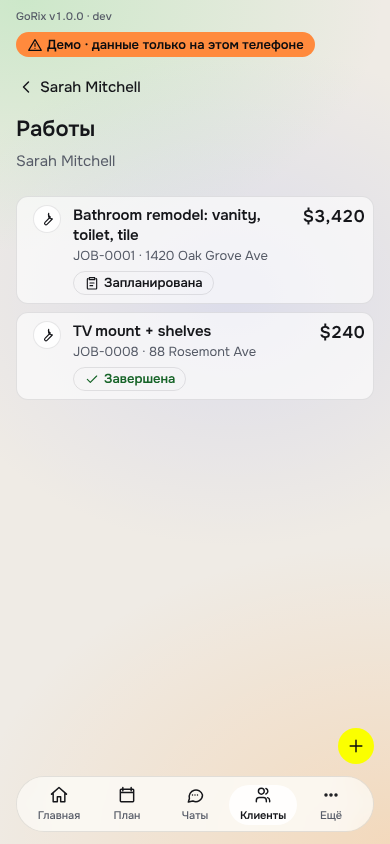 GoRix v1.0.0 · dev
Демо · данные только на этом телефоне
Sarah Mitchell
Работы
Sarah Mitchell
Bathroom remodel: vanity, toilet, tile
$3,420
JOB-0001 · 1420 Oak Grove Ave
Запланирована
TV mount + shelves
$240
JOB-0008 · 88 Rosemont Ave
Завершена
Главная
План
Чаты
Клиенты
Ещё